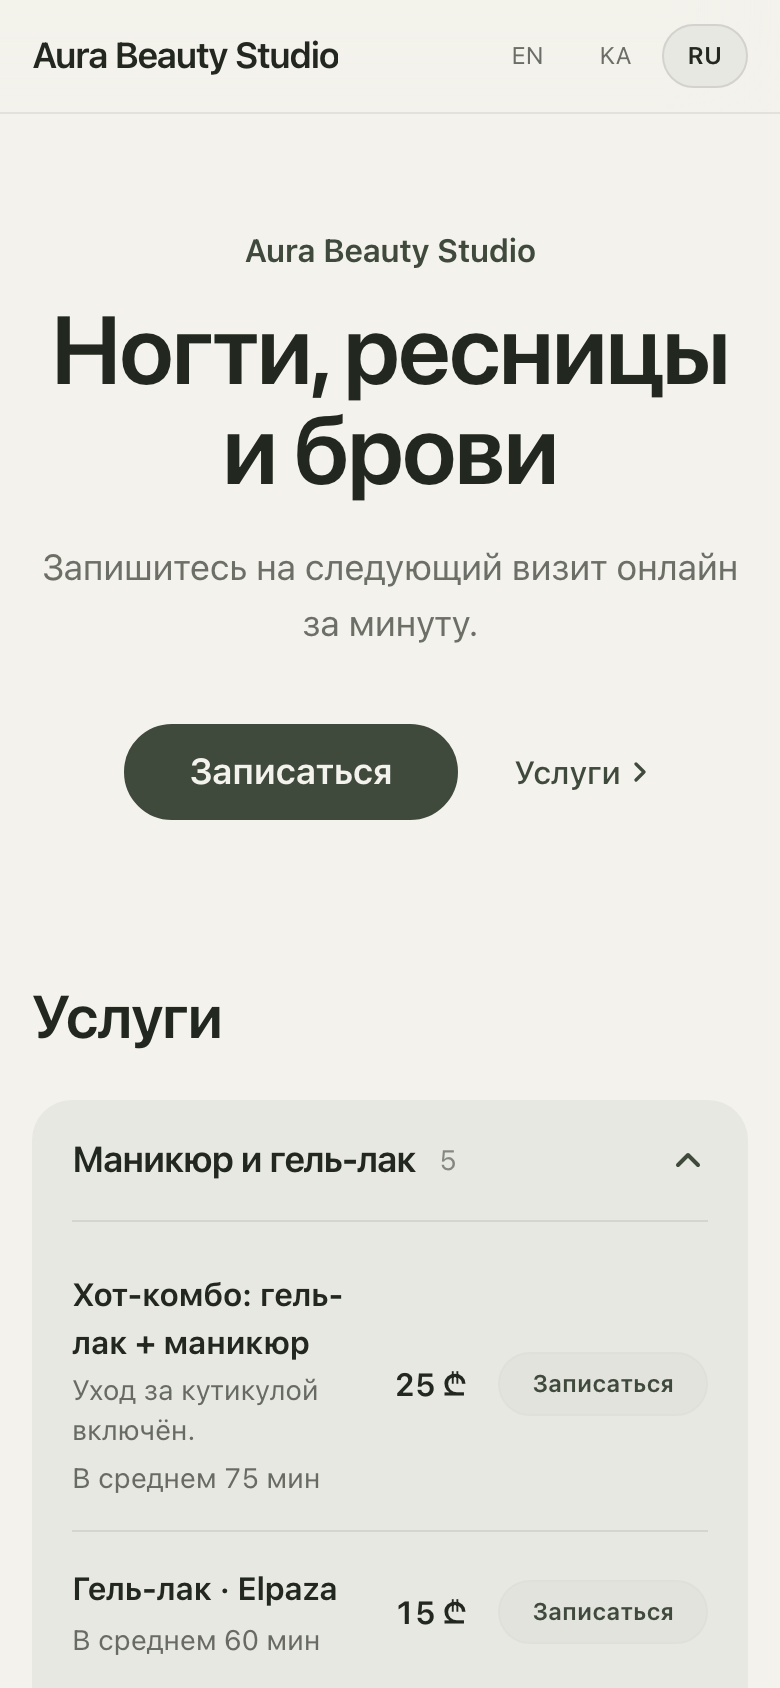 Aura Beauty Studio
EN KA RU
Aura Beauty Studio
Ногти, ресницы
и брови
Запишитесь на следующий визит онлайн
за минуту.
Записаться
Услуги
Услуги
Маникюр и гель-лак 5
Хот-комбо: гель-
лак + маникюр
Уход за кутикулой
включён.
В среднем 75 мин
25 ₾
Записаться
Гель-лак · Elpaza
В среднем 60 мин
15 ₾
Записаться